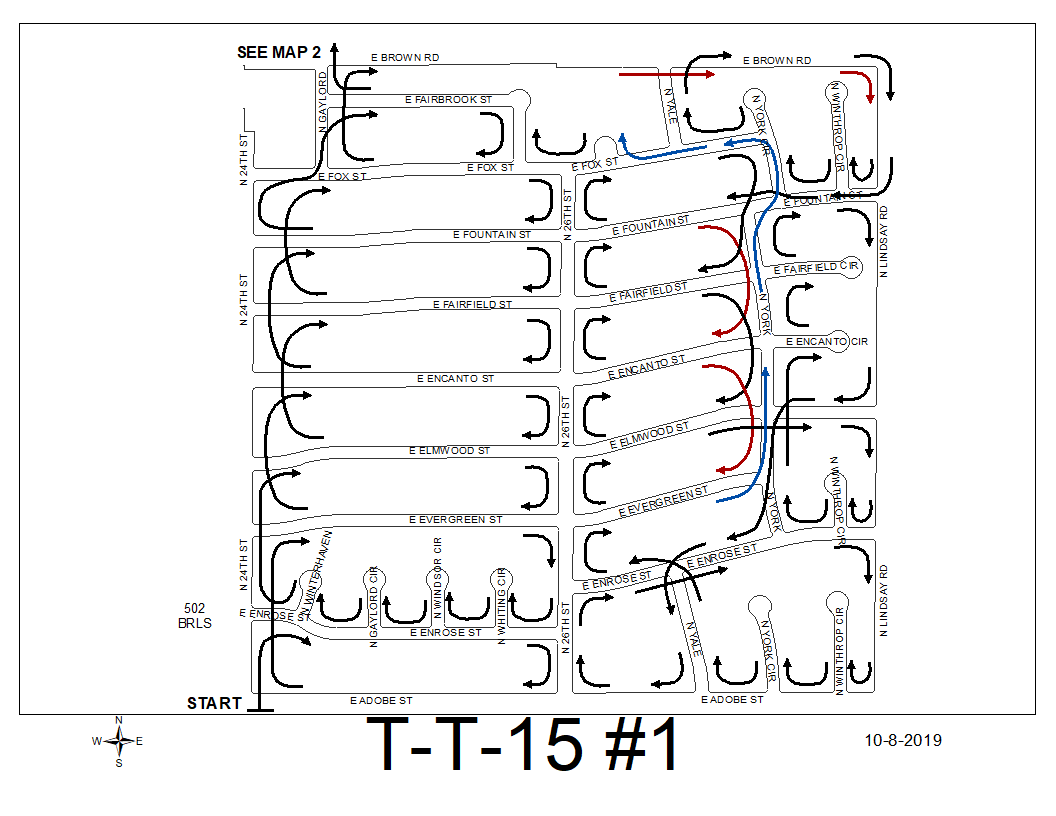 SEE MAP 2
E BROWN RD
E BROWN RD
N GAYLORD
E FAIRBROOK ST
N YALE
N YORK CIR
N WINTHROP CIR
N 24TH ST
E FOX ST
E FOX ST
E FOX ST
N 26TH ST
E FOUNTAIN ST
E FOUNTAIN ST
E FOUNTAIN ST
N LINDSAY RD
E FAIRFIELD CIR
N 24TH ST
E FAIRFIELD ST
E FAIRFIELD ST
N YORK
E ENCANTO CIR
E ENCANTO ST
E ENCANTO ST
N 26TH ST
E ELMWOOD ST
E ELMWOOD ST
N WINTHROP CIR
E EVERGREEN ST
E EVERGREEN ST
N YORK
N 24TH ST
N WINTERHAVEN
N GAYLORD CIR
N WINDSOR CIR
N WHITING CIR
E ENROSE ST
E ENROSE ST
N LINDSAY RD
502
BRLS
E ENROSE ST
E ENROSE ST
N 26TH ST
N YALE
N YORK CIR
N WINTHROP CIR
START
E ADOBE ST
E ADOBE ST
N
W E
S
T-T-15 #1
10-8-2019